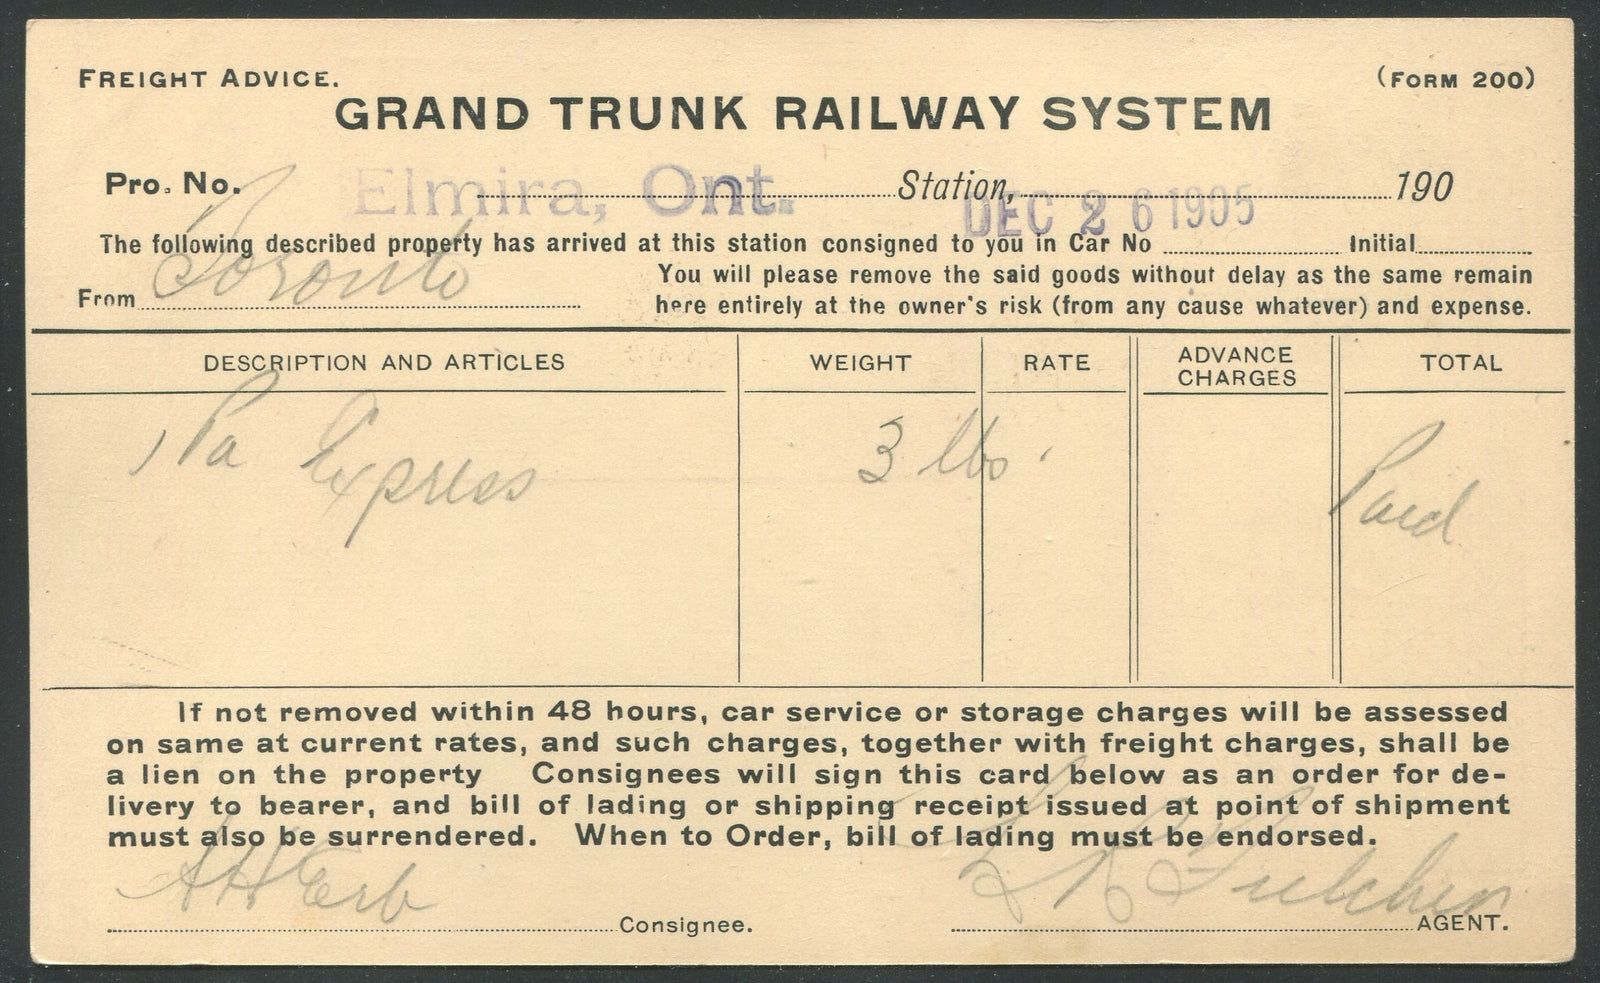 FREIGHT ADVICE.
(FORM 200)
GRAND TRUNK RAILWAY SYSTEM
Pro. No. Elmira, Ont. Station, DEC 26 1905 190
The following described property has arrived at this station consigned to you in Car No Initial
From Toronto
You will please remove the said goods without delay as the same remain
here entirely at the owner's risk (from any cause whatever) and expense.
DESCRIPTION AND ARTICLES WEIGHT RATE ADVANCE CHARGES TOTAL
1 Pa Express 3 lbs. Paid
If not removed within 48 hours, car service or storage charges will be assessed
on same at current rates, and such charges, together with freight charges, shall be
a lien on the property Consignees will sign this card below as an order for de-
livery to bearer, and bill of lading or shipping receipt issued at point of shipment
must also be surrendered. When to Order, bill of lading must be endorsed.
A H Erb Consignee.
AGENT.